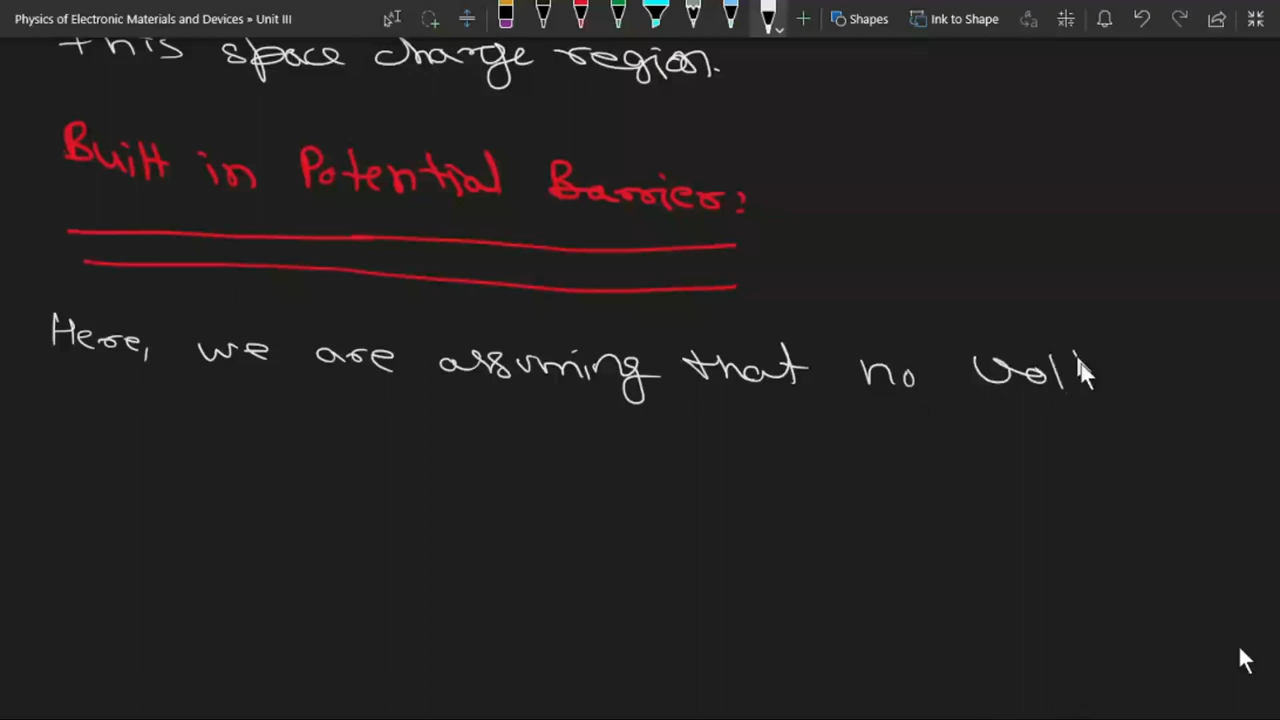 Physics of Electronic Materials and Devices » Unit III
Shapes
Ink to Shape
this space charge region.
Built in Potential Barrier:
Here, we are assuming that no volt